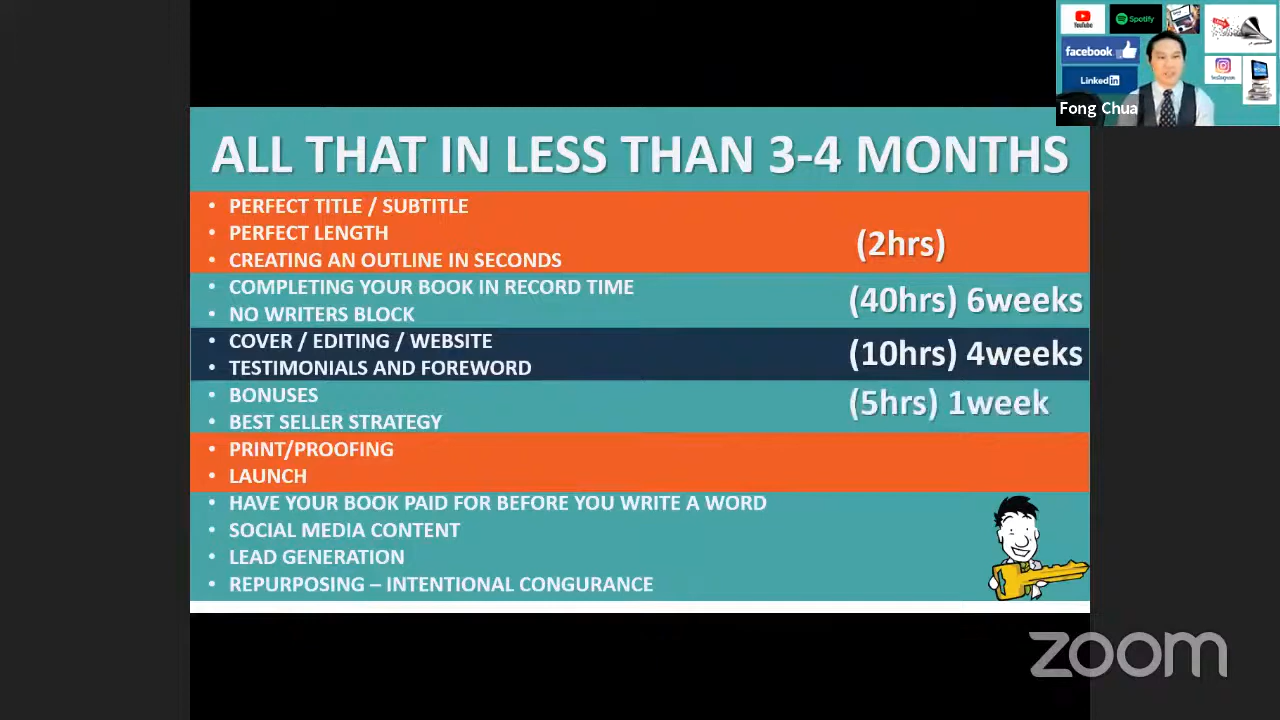 YouTube
Spotify
facebook
LinkedIn
Instagram
Fong Chua
ALL THAT IN LESS THAN 3-4 MONTHS
• PERFECT TITLE / SUBTITLE
• PERFECT LENGTH
(2hrs)
• CREATING AN OUTLINE IN SECONDS
• COMPLETING YOUR BOOK IN RECORD TIME
(40hrs) 6weeks
• NO WRITERS BLOCK
• COVER / EDITING / WEBSITE
(10hrs) 4weeks
• TESTIMONIALS AND FOREWORD
• BONUSES
(5hrs) 1week
• BEST SELLER STRATEGY
• PRINT/PROOFING
• LAUNCH
• HAVE YOUR BOOK PAID FOR BEFORE YOU WRITE A WORD
• SOCIAL MEDIA CONTENT
• LEAD GENERATION
• REPURPOSING – INTENTIONAL CONGURANCE
zoom